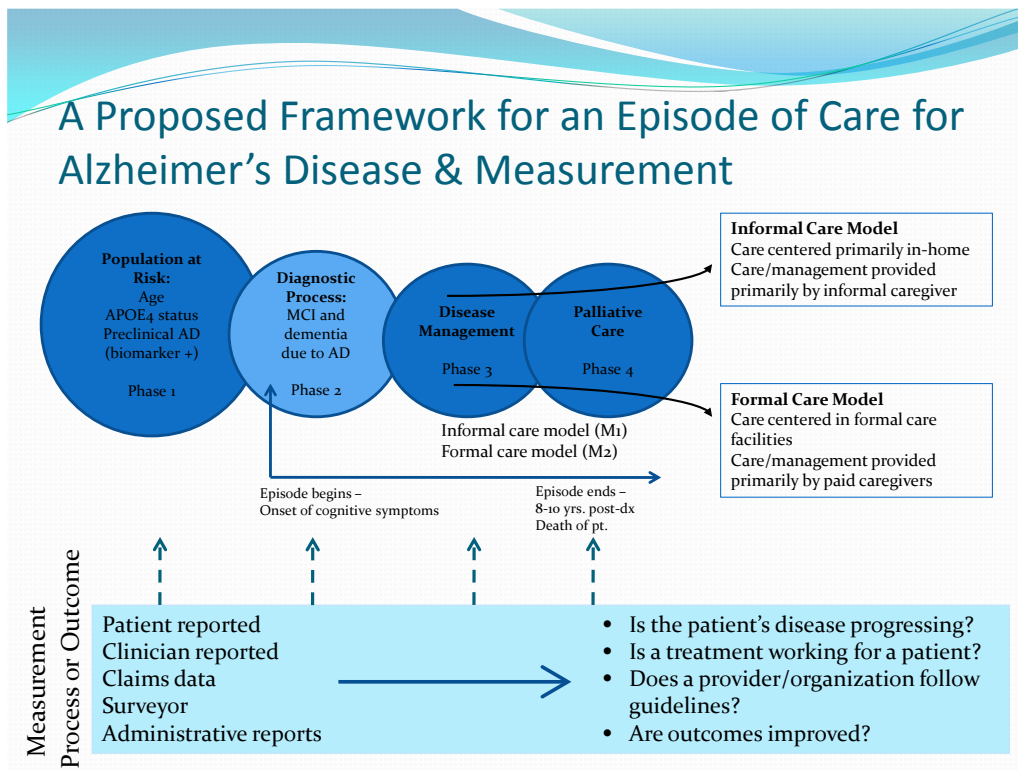 A Proposed Framework for an Episode of Care for
Alzheimer's Disease & Measurement
Population at
Risk:
Age
APOE4 status
Preclinical AD
(biomarker +)
Phase 1
Diagnostic
Process:
MCI and
dementia
due to AD
Phase 2
Disease
Management
Phase 3
Palliative
Care
Phase 4
Informal Care Model
Care centered primarily in-home
Care/management provided
primarily by informal caregiver
Formal Care Model
Care centered in formal care
facilities
Care/management provided
primarily by paid caregivers
Informal care model (M1)
Formal care model (M2)
Episode begins –
Onset of cognitive symptoms
Episode ends –
8-10 yrs. post-dx
Death of pt.
Measurement
Process or Outcome
Patient reported
Clinician reported
Claims data
Surveyor
Administrative reports
• Is the patient's disease progressing?
• Is a treatment working for a patient?
• Does a provider/organization follow
guidelines?
• Are outcomes improved?